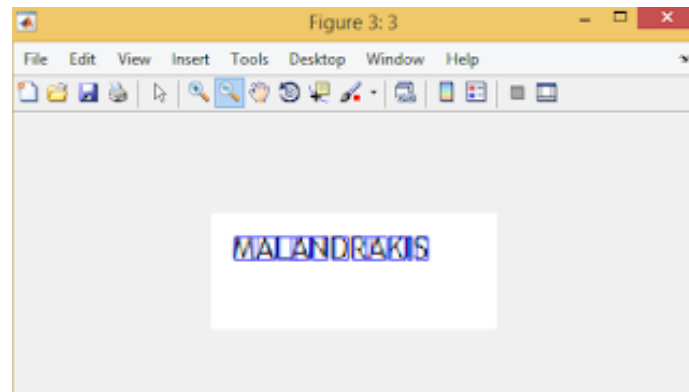 Figure 3: 3
File Edit View Insert Tools Desktop Window Help
MALANDRAKIS